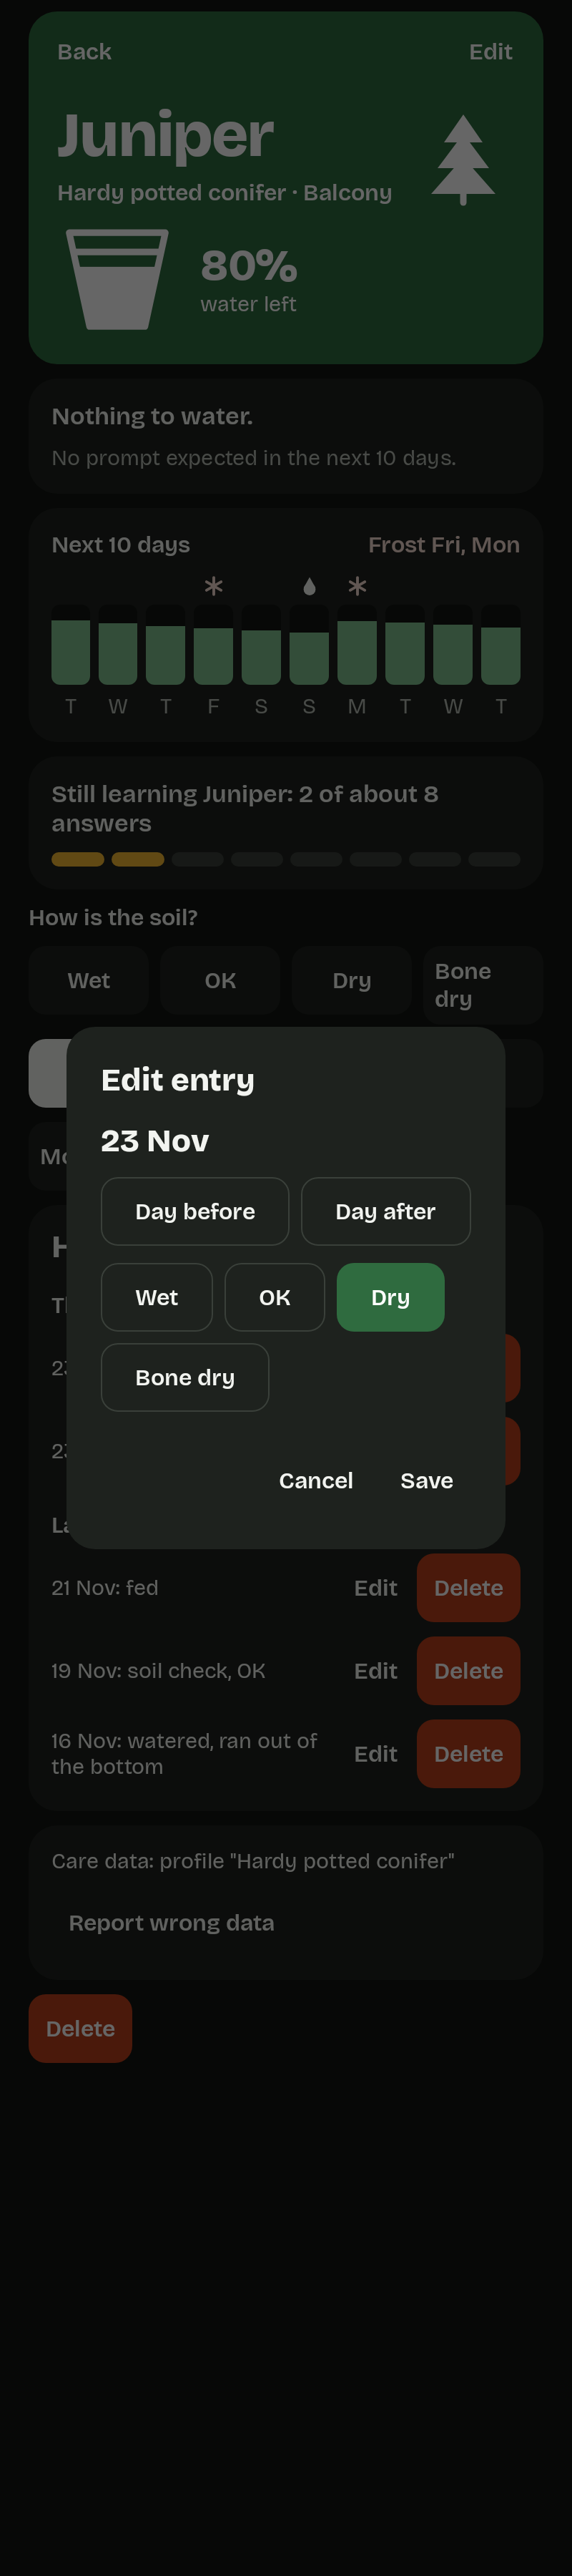 Back
Edit
Juniper
Hardy potted conifer · Balcony
80%
water left
Nothing to water.
No prompt expected in the next 10 days.
Next 10 days
Frost Fri, Mon
T W T F S S M T W T
Still learning Juniper: 2 of about 8
answers
How is the soil?
Wet
OK
Dry
Bone
dry
Edit entry
23 Nov
Day before
Day after
Wet
OK
Dry
Bone dry
Cancel
Save
21 Nov: fed
Edit
Delete
19 Nov: soil check, OK
Edit
Delete
16 Nov: watered, ran out of
the bottom
Edit
Delete
Care data: profile "Hardy potted conifer"
Report wrong data
Delete